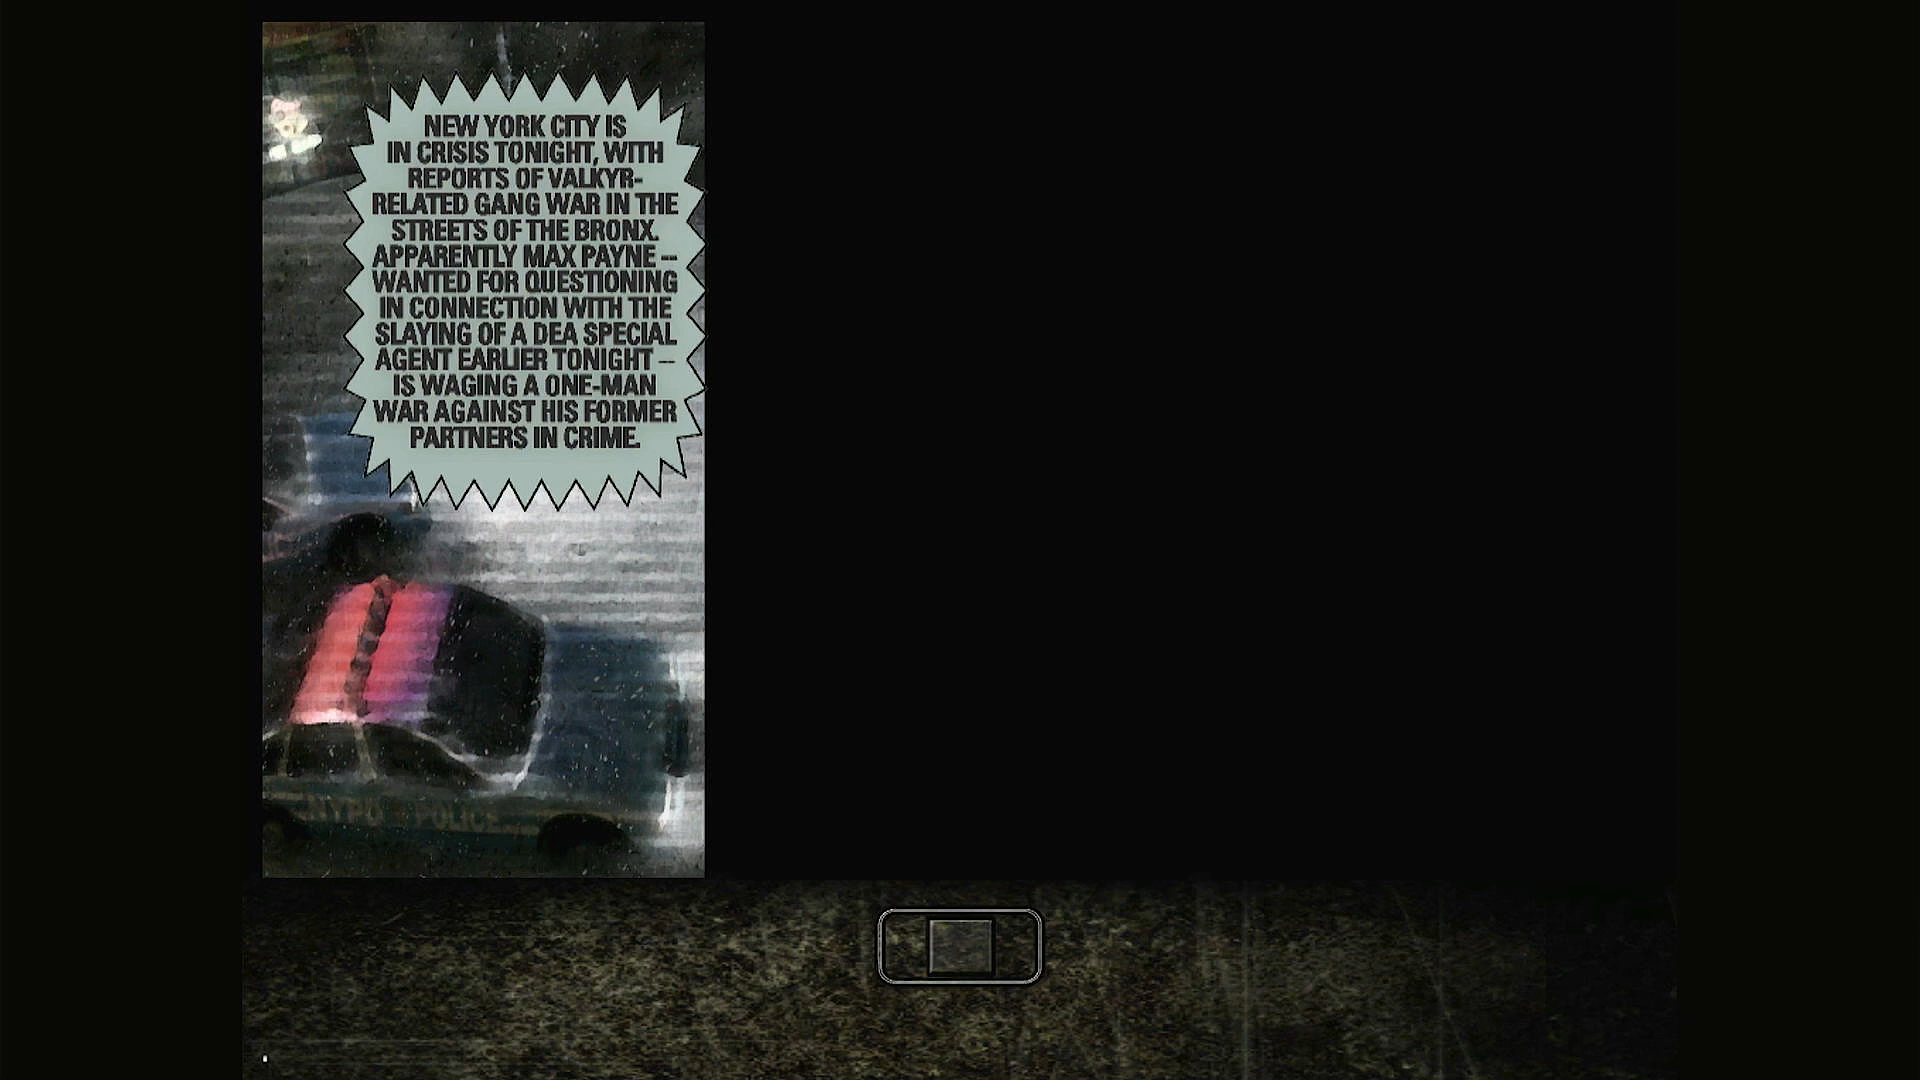 NEW YORK CITY IS
IN CRISIS TONIGHT, WITH
REPORTS OF VALKYR-
RELATED GANG WAR IN THE
STREETS OF THE BRONX.
APPARENTLY MAX PAYNE --
WANTED FOR QUESTIONING
IN CONNECTION WITH THE
SLAYING OF A DEA SPECIAL
AGENT EARLIER TONIGHT --
IS WAGING A ONE-MAN
WAR AGAINST HIS FORMER
PARTNERS IN CRIME.
NYPD POLICE